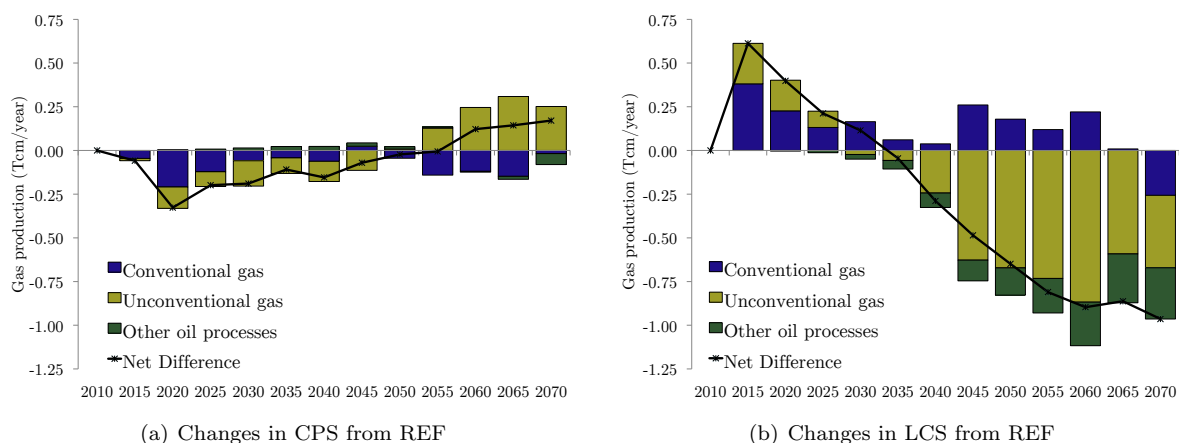 0.75
0.50
0.25
0.00
-0.25
-0.50
-0.75
-1.00
-1.25
Gas production (Tcm/year)
Conventional gas
Unconventional gas
Other oil processes
Net Difference
2010 2015 2020 2025 2030 2035 2040 2045 2050 2055 2060 2065 2070
(a) Changes in CPS from REF
0.75
0.50
0.25
0.00
-0.25
-0.50
-0.75
-1.00
-1.25
Gas production (Tcm/year)
Conventional gas
Unconventional gas
Other oil processes
Net Difference
2010 2015 2020 2025 2030 2035 2040 2045 2050 2055 2060 2065 2070
(b) Changes in LCS from REF